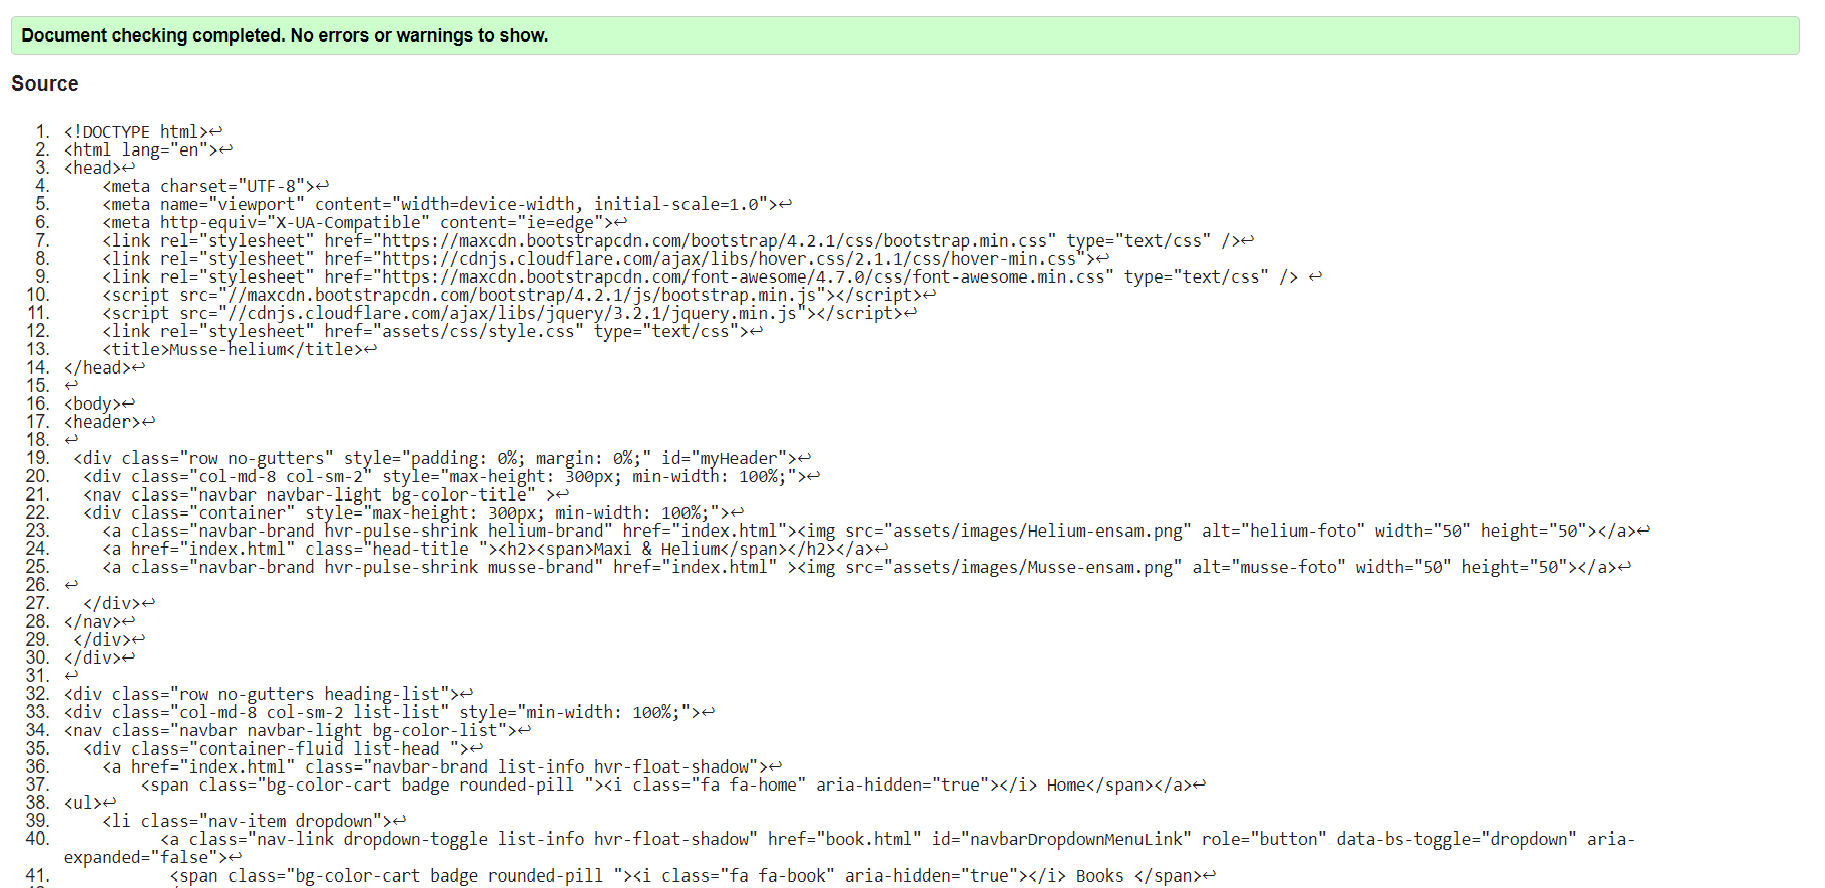 Document checking completed. No errors or warnings to show.
Source
1. <!DOCTYPE html>↩
2. <html lang="en">↩
3. <head>↩
4.     <meta charset="UTF-8">↩
5.     <meta name="viewport" content="width=device-width, initial-scale=1.0">↩
6.     <meta http-equiv="X-UA-Compatible" content="ie=edge">↩
7.     <link rel="stylesheet" href="https://maxcdn.bootstrapcdn.com/bootstrap/4.2.1/css/bootstrap.min.css" type="text/css" />↩
8.     <link rel="stylesheet" href="https://cdnjs.cloudflare.com/ajax/libs/hover.css/2.1.1/css/hover-min.css">↩
9.     <link rel="stylesheet" href="https://maxcdn.bootstrapcdn.com/font-awesome/4.7.0/css/font-awesome.min.css" type="text/css" /> ↩
10.     <script src="//maxcdn.bootstrapcdn.com/bootstrap/4.2.1/js/bootstrap.min.js"></script>↩
11.     <script src="//cdnjs.cloudflare.com/ajax/libs/jquery/3.2.1/jquery.min.js"></script>↩
12.     <link rel="stylesheet" href="assets/css/style.css" type="text/css">↩
13.     <title>Musse-helium</title>↩
14. </head>↩
15. ↩
16. <body>↩
17. <header>↩
18. ↩
19.  <div class="row no-gutters" style="padding: 0%; margin: 0%;" id="myHeader">↩
20.   <div class="col-md-8 col-sm-2" style="max-height: 300px; min-width: 100%;">↩
21.   <nav class="navbar navbar-light bg-color-title" >↩
22.   <div class="container" style="max-height: 300px; min-width: 100%;">↩
23.     <a class="navbar-brand hvr-pulse-shrink helium-brand" href="index.html"><img src="assets/images/Helium-ensam.png" alt="helium-foto" width="50" height="50"></a>↩
24.     <a href="index.html" class="head-title "><h2><span>Maxi & Helium</span></h2></a>↩
25.     <a class="navbar-brand hvr-pulse-shrink musse-brand" href="index.html" ><img src="assets/images/Musse-ensam.png" alt="musse-foto" width="50" height="50"></a>↩
26. ↩
27.   </div>↩
28. </nav>↩
29.  </div>↩
30. </div>↩
31. ↩
32. <div class="row no-gutters heading-list">↩
33. <div class="col-md-8 col-sm-2 list-list" style="min-width: 100%;">↩
34. <nav class="navbar navbar-light bg-color-list">↩
35.   <div class="container-fluid list-head ">↩
36.     <a href="index.html" class="navbar-brand list-info hvr-float-shadow">↩
37.         <span class="bg-color-cart badge rounded-pill "><i class="fa fa-home" aria-hidden="true"></i> Home</span></a>↩
38. <ul>↩
39.     <li class="nav-item dropdown">↩
40.           <a class="nav-link dropdown-toggle list-info hvr-float-shadow" href="book.html" id="navbarDropdownMenuLink" role="button" data-bs-toggle="dropdown" aria-
expanded="false">↩
41.            <span class="bg-color-cart badge rounded-pill "><i class="fa fa-book" aria-hidden="true"></i> Books </span>↩